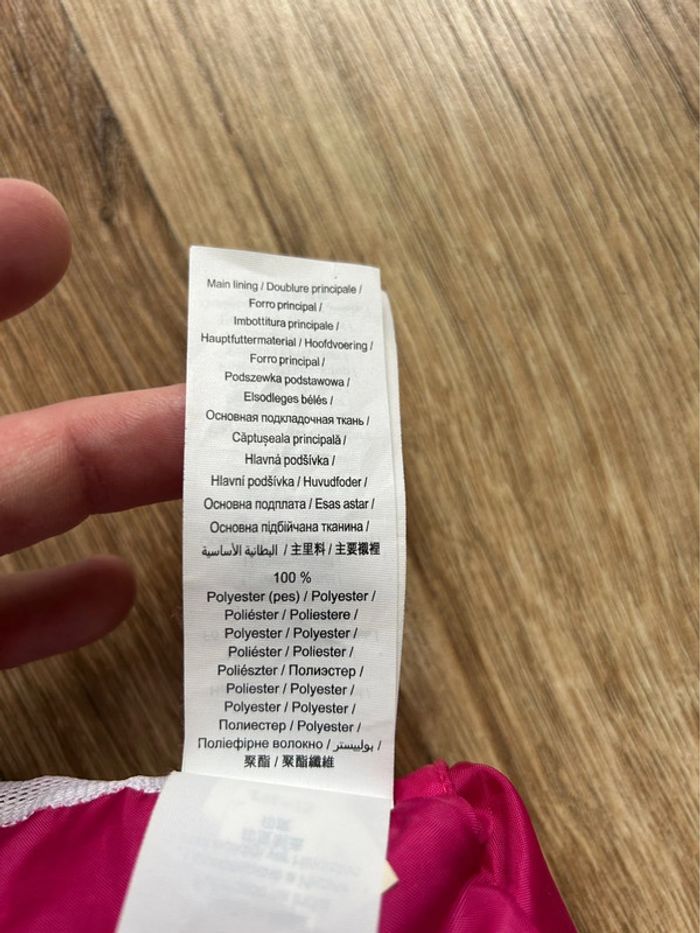 Main lining / Doublure principale /
Forro principal /
Imbottitura principale /
Hauptfuttermaterial / Hoofdvoering /
Forro principal /
Podszewka podstawowa /
Elsodleges bélés /
Основная подкладочная ткань /
Căptușeala principală /
Hlavná podšívka /
Hlavní podšívka / Huvudfoder /
Основна подплата / Esas astar /
Основна підбійчана тканина /
البطانية الأساسية / 主里料 / 主要襯裡
100 %
Polyester (pes) / Polyester /
Poliéster / Poliestere /
Polyester / Polyester /
Poliéster / Poliester /
Poliészter / Полиэстер /
Poliester / Polyester /
Polyester / Polyester /
Полиестер / Polyester /
Поліефірне волокно / بوليستر /
聚酯 / 聚酯纖維